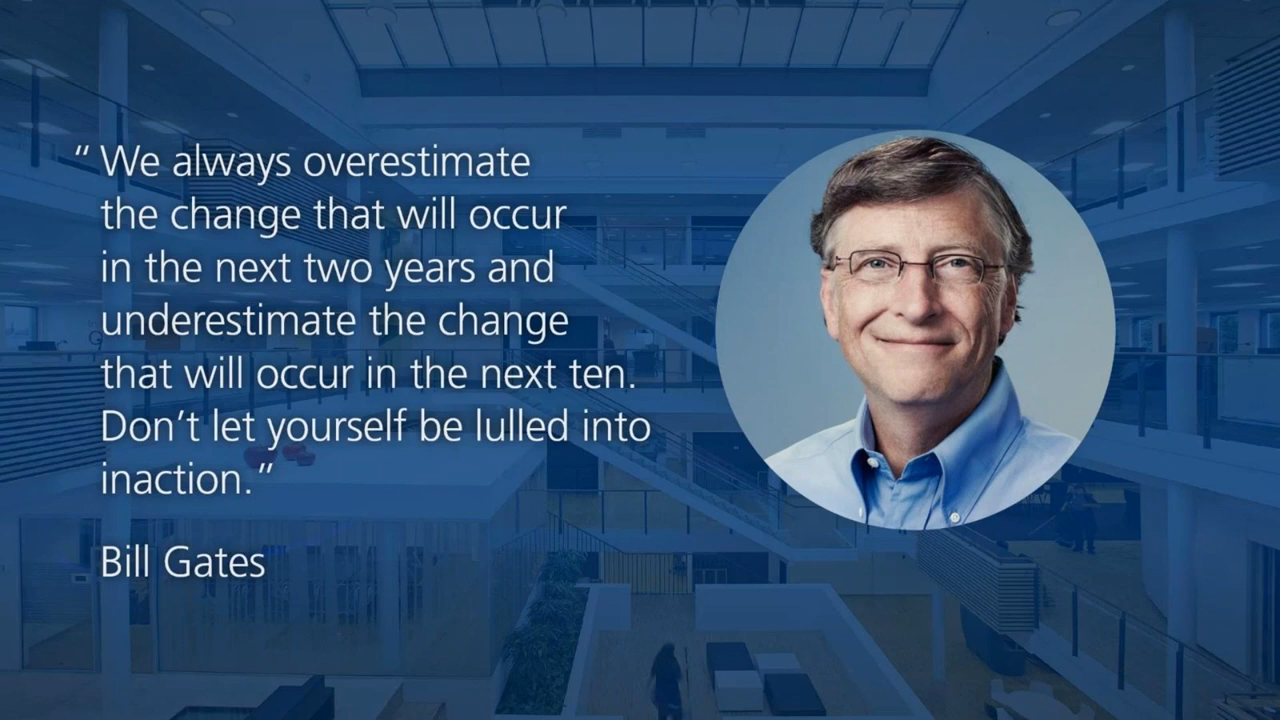 “ We always overestimate
the change that will occur
in the next two years and
underestimate the change
that will occur in the next ten.
Don’t let yourself be lulled into
inaction.”
Bill Gates